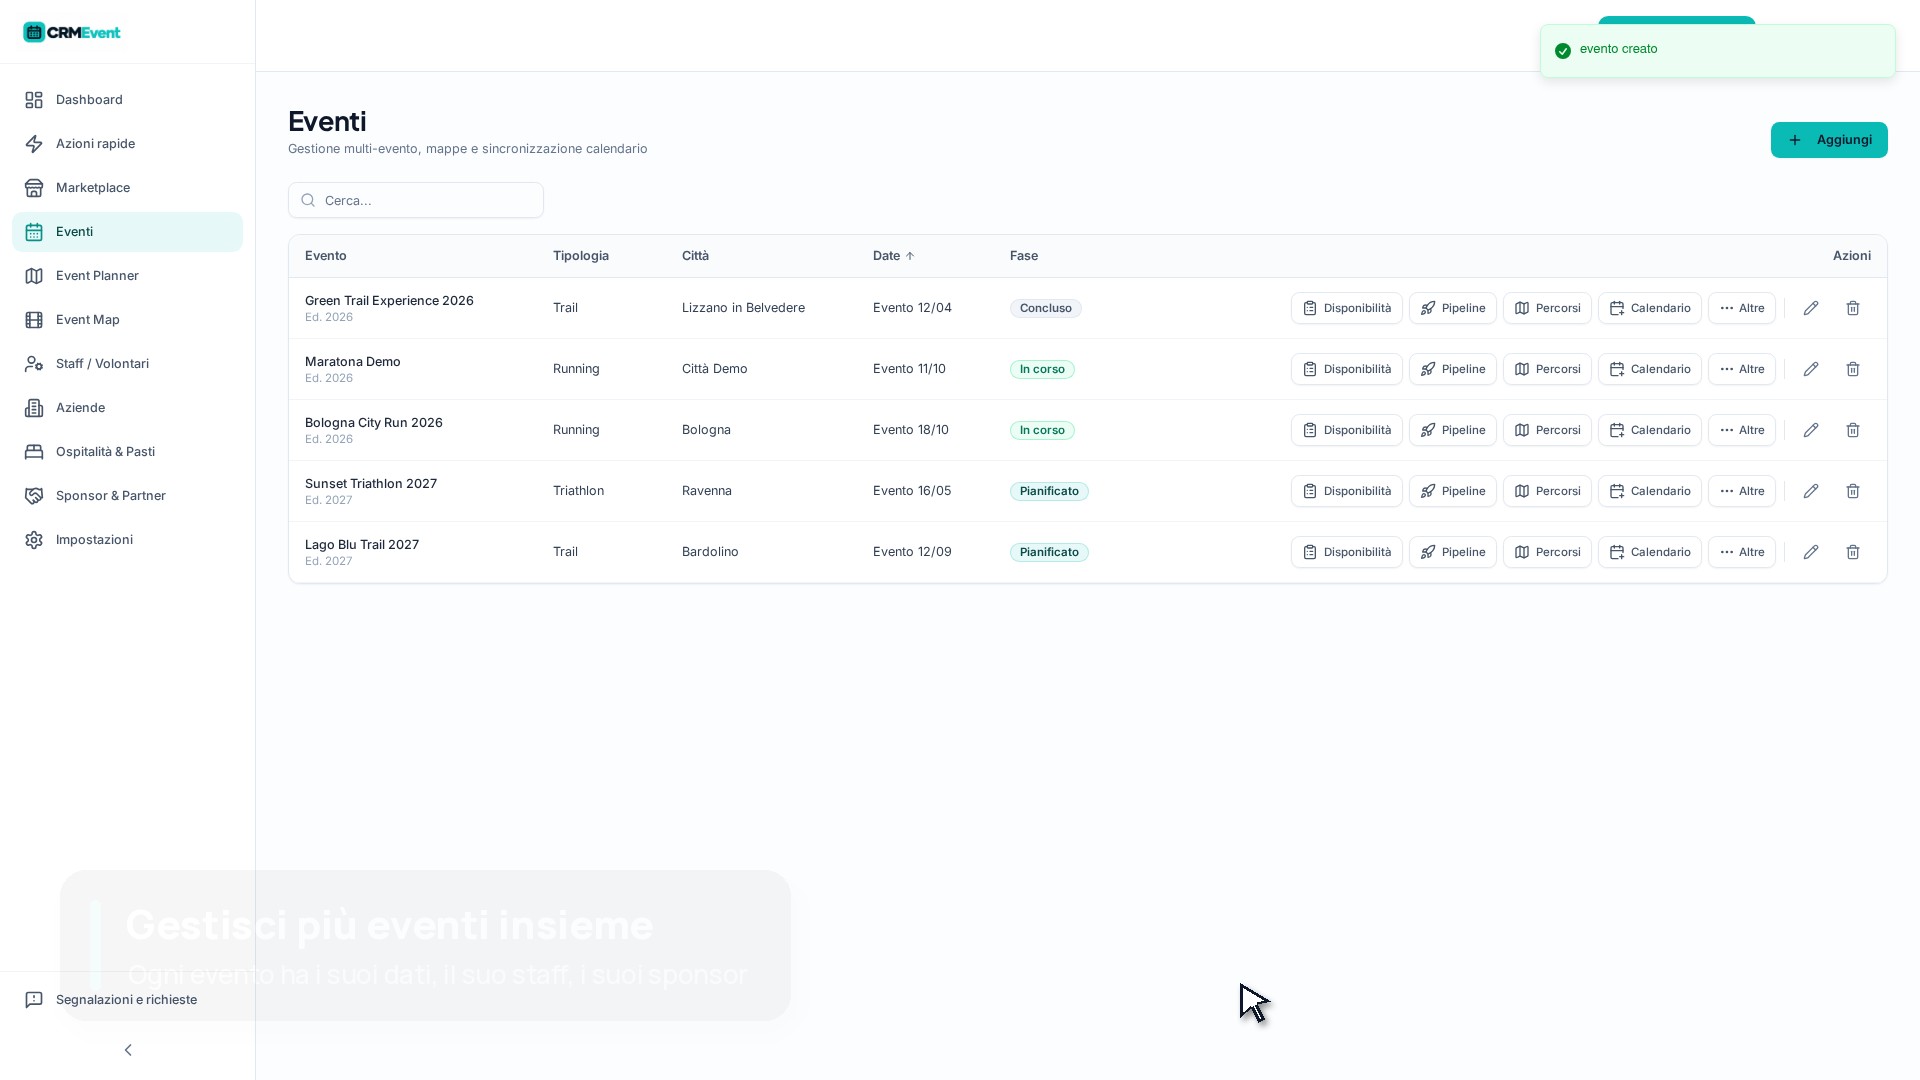 CRMEvent
evento creato
Dashboard
Azioni rapide
Marketplace
Eventi
Event Planner
Event Map
Staff / Volontari
Aziende
Ospitalità & Pasti
Sponsor & Partner
Impostazioni
Eventi
Gestione multi-evento, mappe e sincronizzazione calendario
Aggiungi
Cerca...
Evento Tipologia Città Date Fase Azioni
Green Trail Experience 2026 Trail Lizzano in Belvedere Evento 12/04 Concluso Disponibilità Pipeline Percorsi Calendario Altre
Ed. 2026
Maratona Demo Running Città Demo Evento 11/10 In corso Disponibilità Pipeline Percorsi Calendario Altre
Ed. 2026
Bologna City Run 2026 Running Bologna Evento 18/10 In corso Disponibilità Pipeline Percorsi Calendario Altre
Ed. 2026
Sunset Triathlon 2027 Triathlon Ravenna Evento 16/05 Pianificato Disponibilità Pipeline Percorsi Calendario Altre
Ed. 2027
Lago Blu Trail 2027 Trail Bardolino Evento 12/09 Pianificato Disponibilità Pipeline Percorsi Calendario Altre
Ed. 2027
Gestisci più eventi insieme
Ogni evento ha i suoi dati, il suo staff, i suoi sponsor
Segnalazioni e richieste